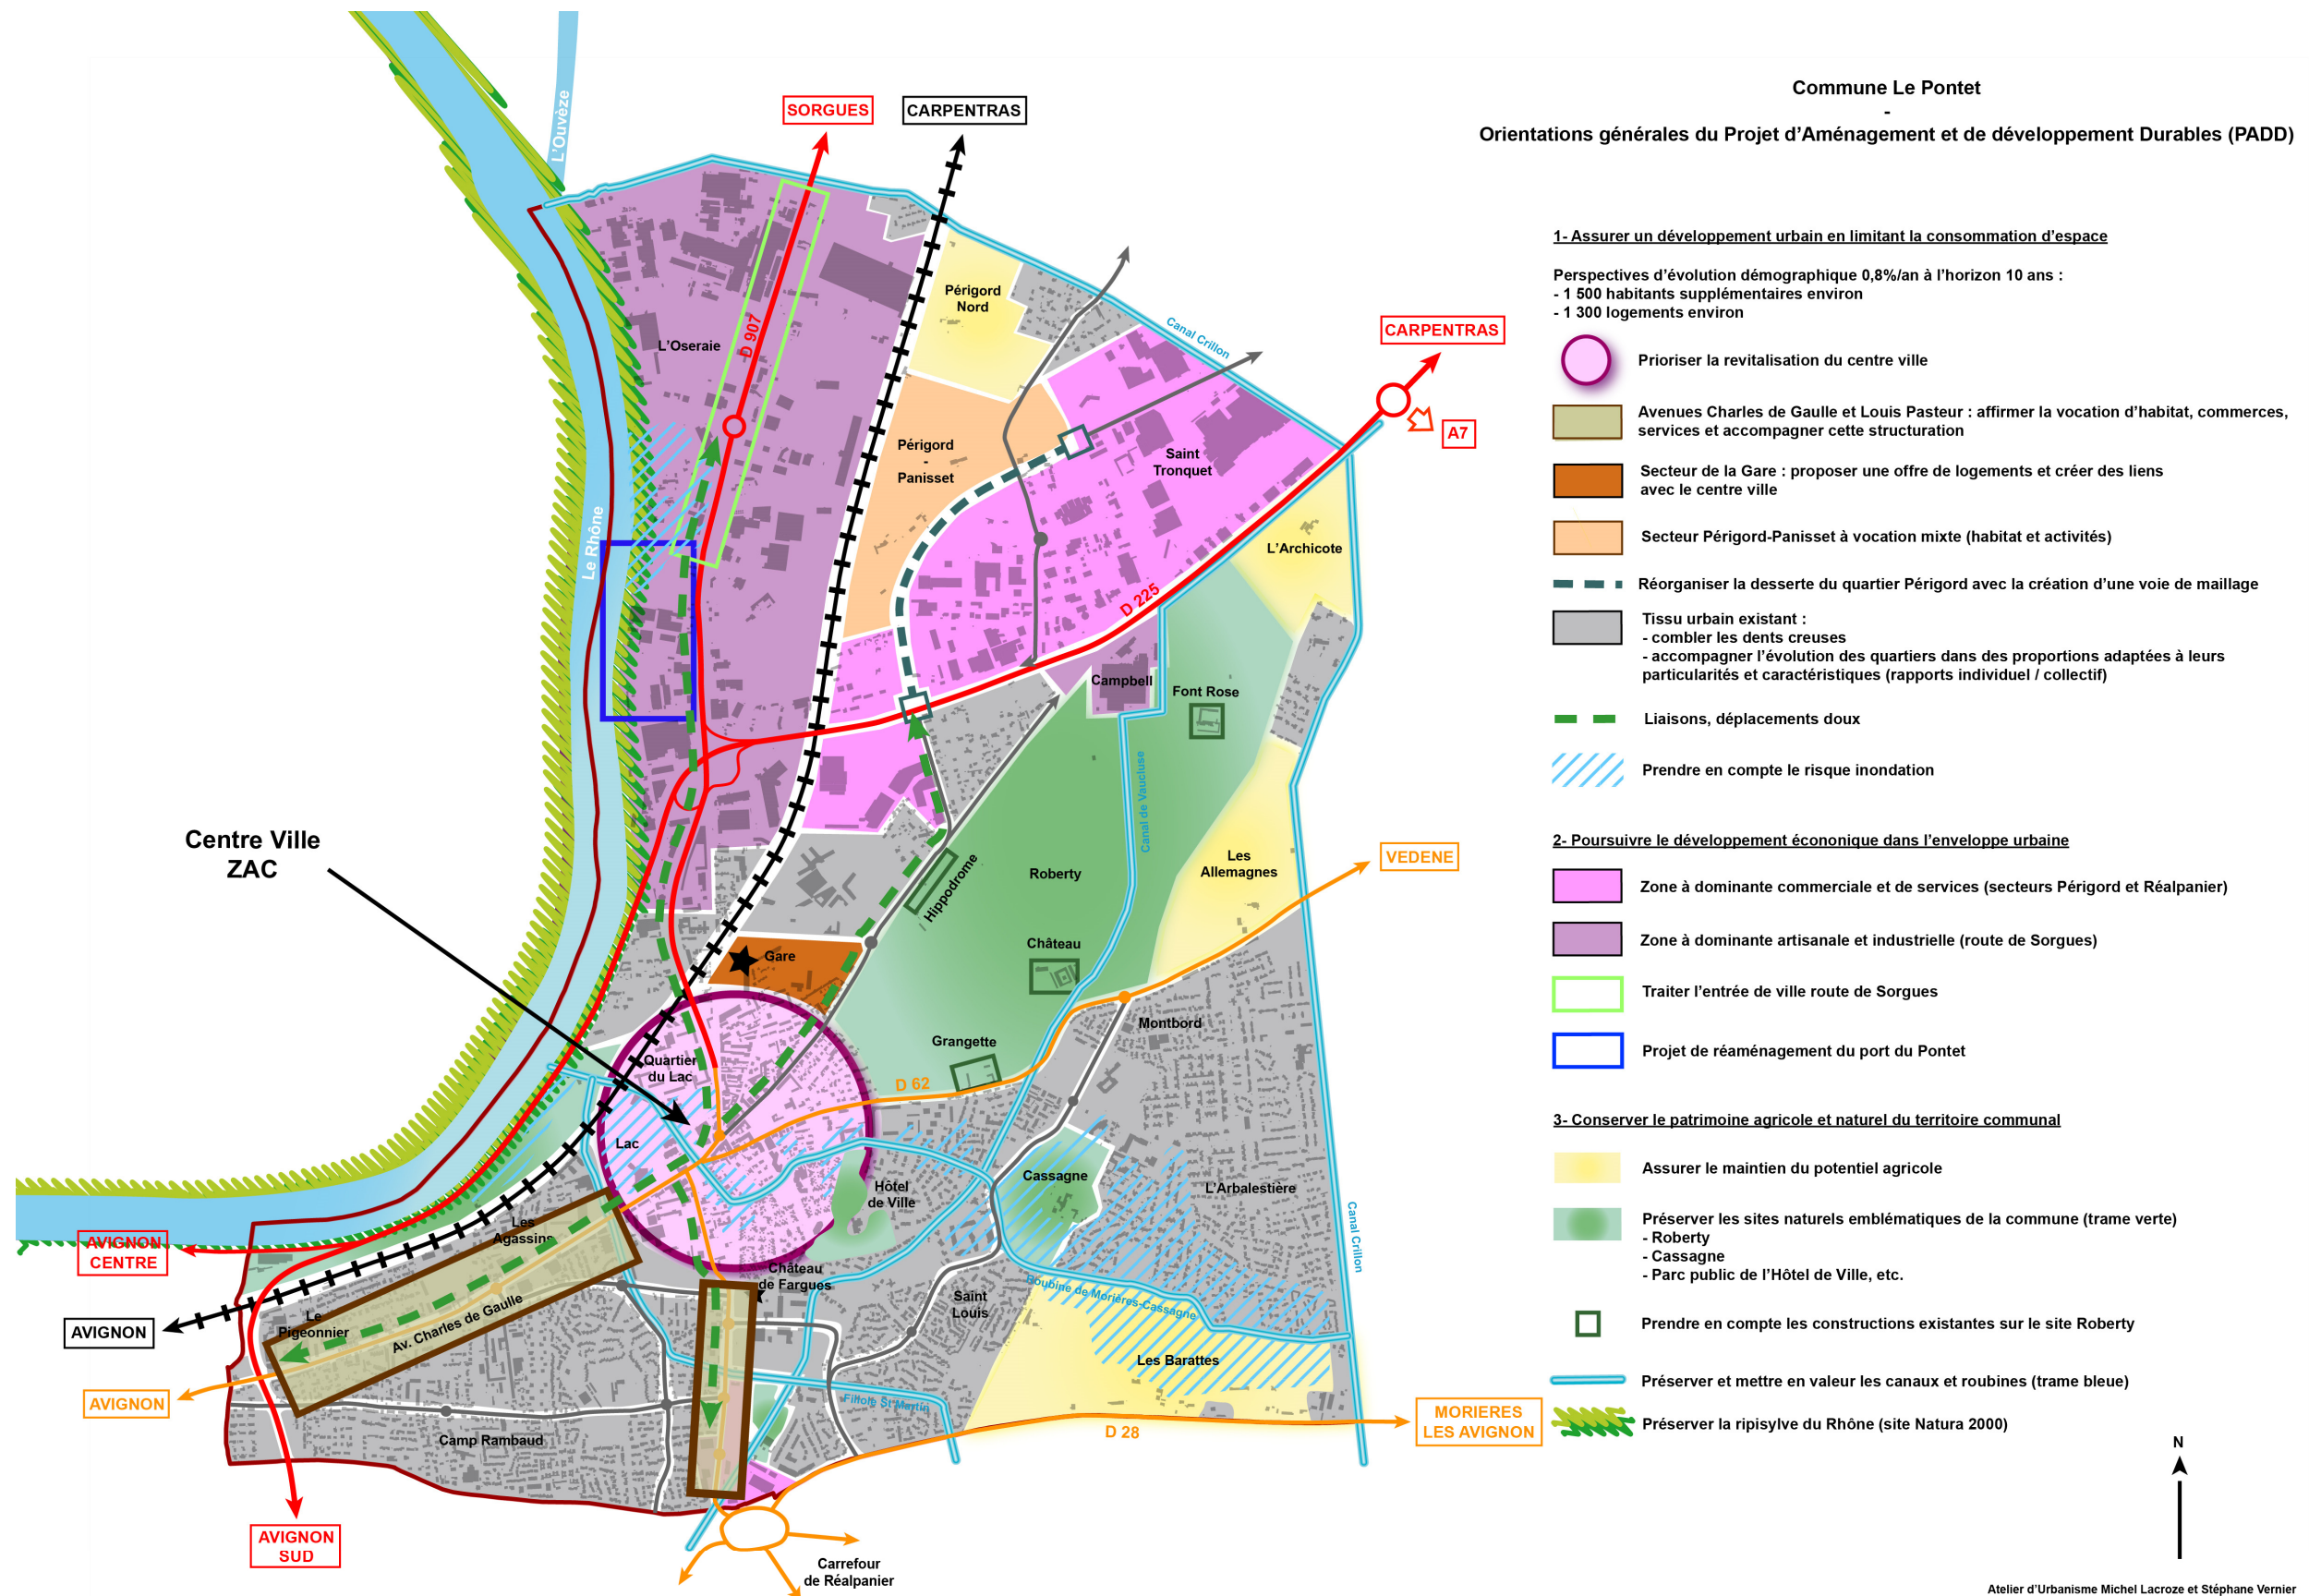 Commune Le Pontet
-
Orientations générales du Projet d'Aménagement et de développement Durables (PADD)
1- Assurer un développement urbain en limitant la consommation d'espace
Perspectives d'évolution démographique 0,8%/an à l'horizon 10 ans :
- 1 500 habitants supplémentaires environ
- 1 300 logements environ
Prioriser la revitalisation du centre ville
Avenues Charles de Gaulle et Louis Pasteur : affirmer la vocation d'habitat, commerces,
services et accompagner cette structuration
Secteur de la Gare : proposer une offre de logements et créer des liens
avec le centre ville
Secteur Périgord-Panisset à vocation mixte (habitat et activités)
Réorganiser la desserte du quartier Périgord avec la création d'une voie de maillage
Tissu urbain existant :
- combler les dents creuses
- accompagner l'évolution des quartiers dans des proportions adaptées à leurs
particularités et caractéristiques (rapports individuel / collectif)
Liaisons, déplacements doux
Prendre en compte le risque inondation
2- Poursuivre le développement économique dans l'enveloppe urbaine
Zone à dominante commerciale et de services (secteurs Périgord et Réalpanier)
Zone à dominante artisanale et industrielle (route de Sorgues)
Traiter l'entrée de ville route de Sorgues
Projet de réaménagement du port du Pontet
3- Conserver le patrimoine agricole et naturel du territoire communal
Assurer le maintien du potentiel agricole
Préserver les sites naturels emblématiques de la commune (trame verte)
- Roberty
- Cassagne
- Parc public de l'Hôtel de Ville, etc.
Prendre en compte les constructions existantes sur le site Roberty
Préserver et mettre en valeur les canaux et roubines (trame bleue)
Préserver la ripisylve du Rhône (site Natura 2000)
N
Atelier d'Urbanisme Michel Lacroze et Stéphane Vernier
L'Ouvèze
SORGUES
CARPENTRAS
Périgord
Nord
Canal Crillon
CARPENTRAS
A7
L'Oseraie
D 907
Périgord
-
Panisset
Saint
Tronquet
L'Archicote
Le Rhône
D 225
Campbell
Font Rose
Canal de Vaucluse
Centre Ville
ZAC
Hippodrome
Roberty
Les
Allemagnes
VEDENE
Gare
Château
Montbord
Grangette
Quartier
du Lac
D 62
Lac
Cassagne
L'Arbalestière
Hôtel
de Ville
Canal Crillon
AVIGNON
CENTRE
Les
Agassins
Château
de Fargues
Roubine de Morières-Cassagne
Saint
Louis
AVIGNON
Le
Pigeonnier
Av. Charles de Gaulle
Les Barattes
AVIGNON
Filiole St Martin
MORIERES
LES AVIGNON
D 28
Camp Rambaud
AVIGNON
SUD
Carrefour
de Réalpanier